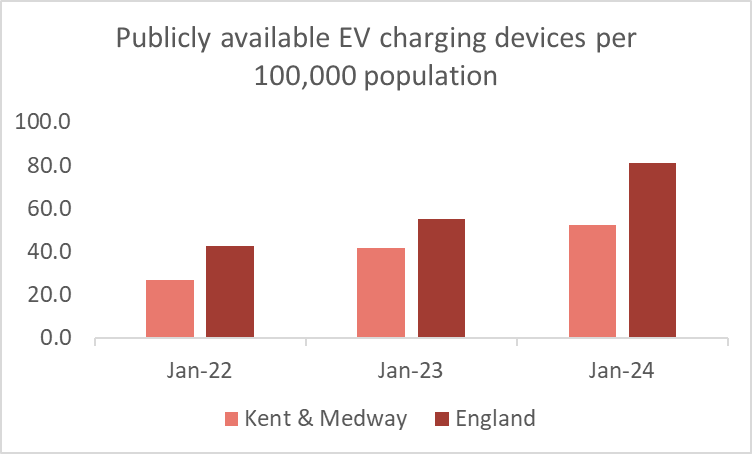 Publicly available EV charging devices per
100,000 population
100.0
80.0
60.0
40.0
20.0
0.0
Jan-22 Jan-23 Jan-24
Kent & Medway England